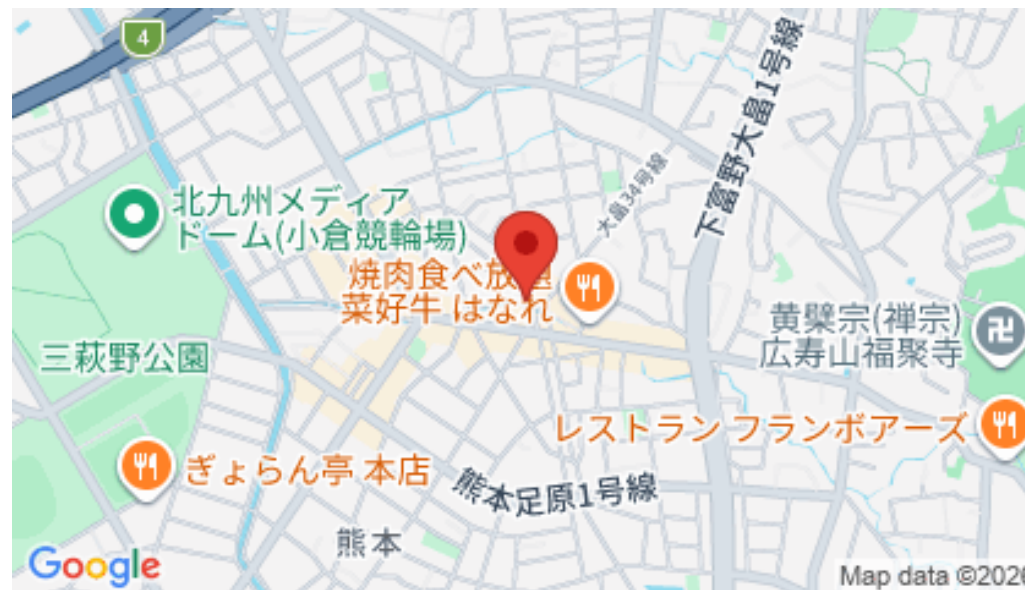 4
北九州メディア
ドーム(小倉競輪場)
大畠34号線
下富野大畠1号線
焼肉食べ放題
菜好牛 はなれ
三萩野公園
黄檗宗(禅宗)
広寿山福聚寺
卍
レストラン フランボアーズ
ぎょらん亭 本店
熊本足原1号線
熊本
Google
Map data ©2026